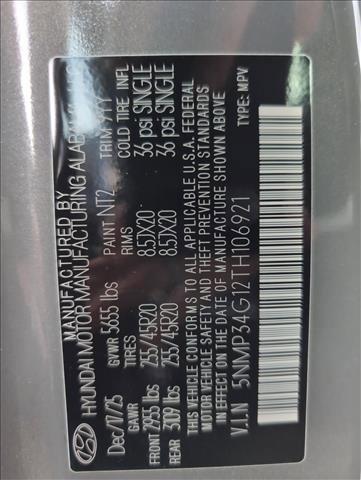 MANUFACTURED BY
HYUNDAI MOTOR MANUFACTURING ALABAMA
Dec/17/25 GVWR 5655 lbs PAINT NT2 TRIM YYY
GAWR TIRES RIMS COLD TIRE INFL
FRONT 2955 lbs 255/45R20 8.5JX20 36 psi SINGLE
REAR 3109 lbs 255/45R20 8.5JX20 36 psi SINGLE
THIS VEHICLE CONFORMS TO ALL APPLICABLE U.S.A. FEDERAL
MOTOR VEHICLE SAFETY AND THEFT PREVENTION STANDARDS
IN EFFECT ON THE DATE OF MANUFACTURE SHOWN ABOVE
V.I.N 5NMP34G12TH106921 TYPE: MPV